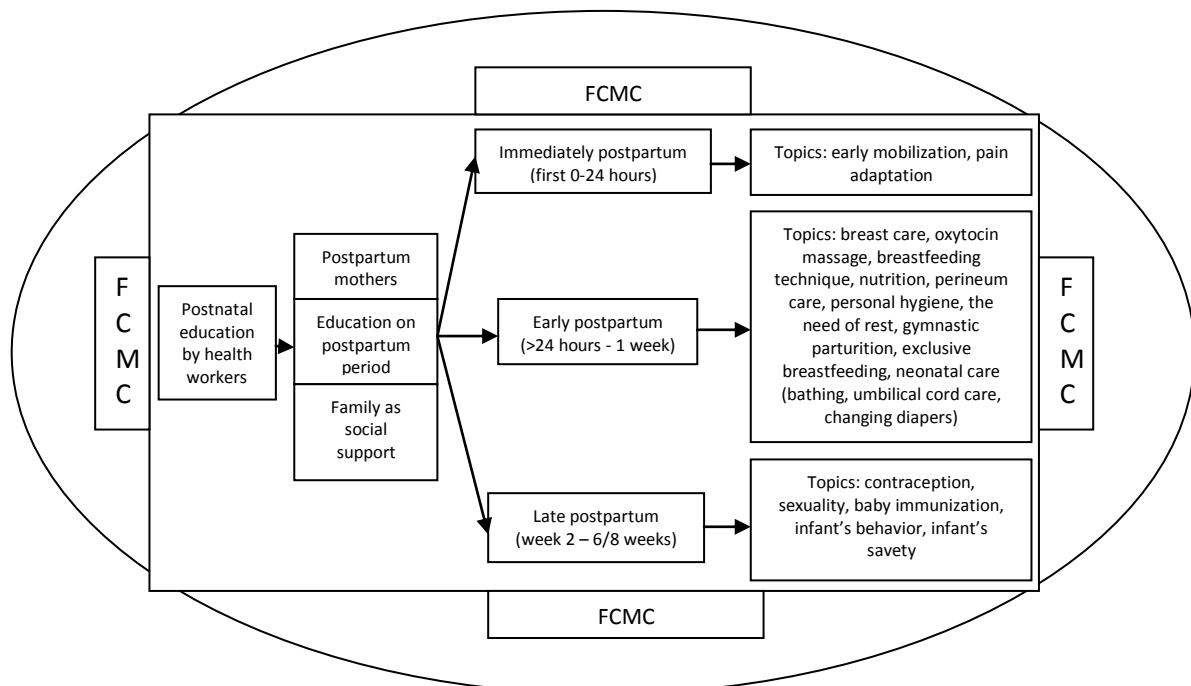 FCMC
Immediately postpartum
(first 0-24 hours)
Topics: early mobilization, pain
adaptation
F
C
M
C
Postnatal
education
by health
workers
Postpartum
mothers
Education on
postpartum
period
Family as
social
support
Early postpartum
(>24 hours - 1 week)
Topics: breast care, oxytocin
massage, breastfeeding
technique, nutrition, perineum
care, personal hygiene, the
need of rest, gymnastic
parturition, exclusive
breastfeeding, neonatal care
(bathing, umbilical cord care,
changing diapers)
F
C
M
C
Late postpartum
(week 2 – 6/8 weeks)
Topics: contraception,
sexuality, baby immunization,
infant’s behavior, infant’s
savety
FCMC